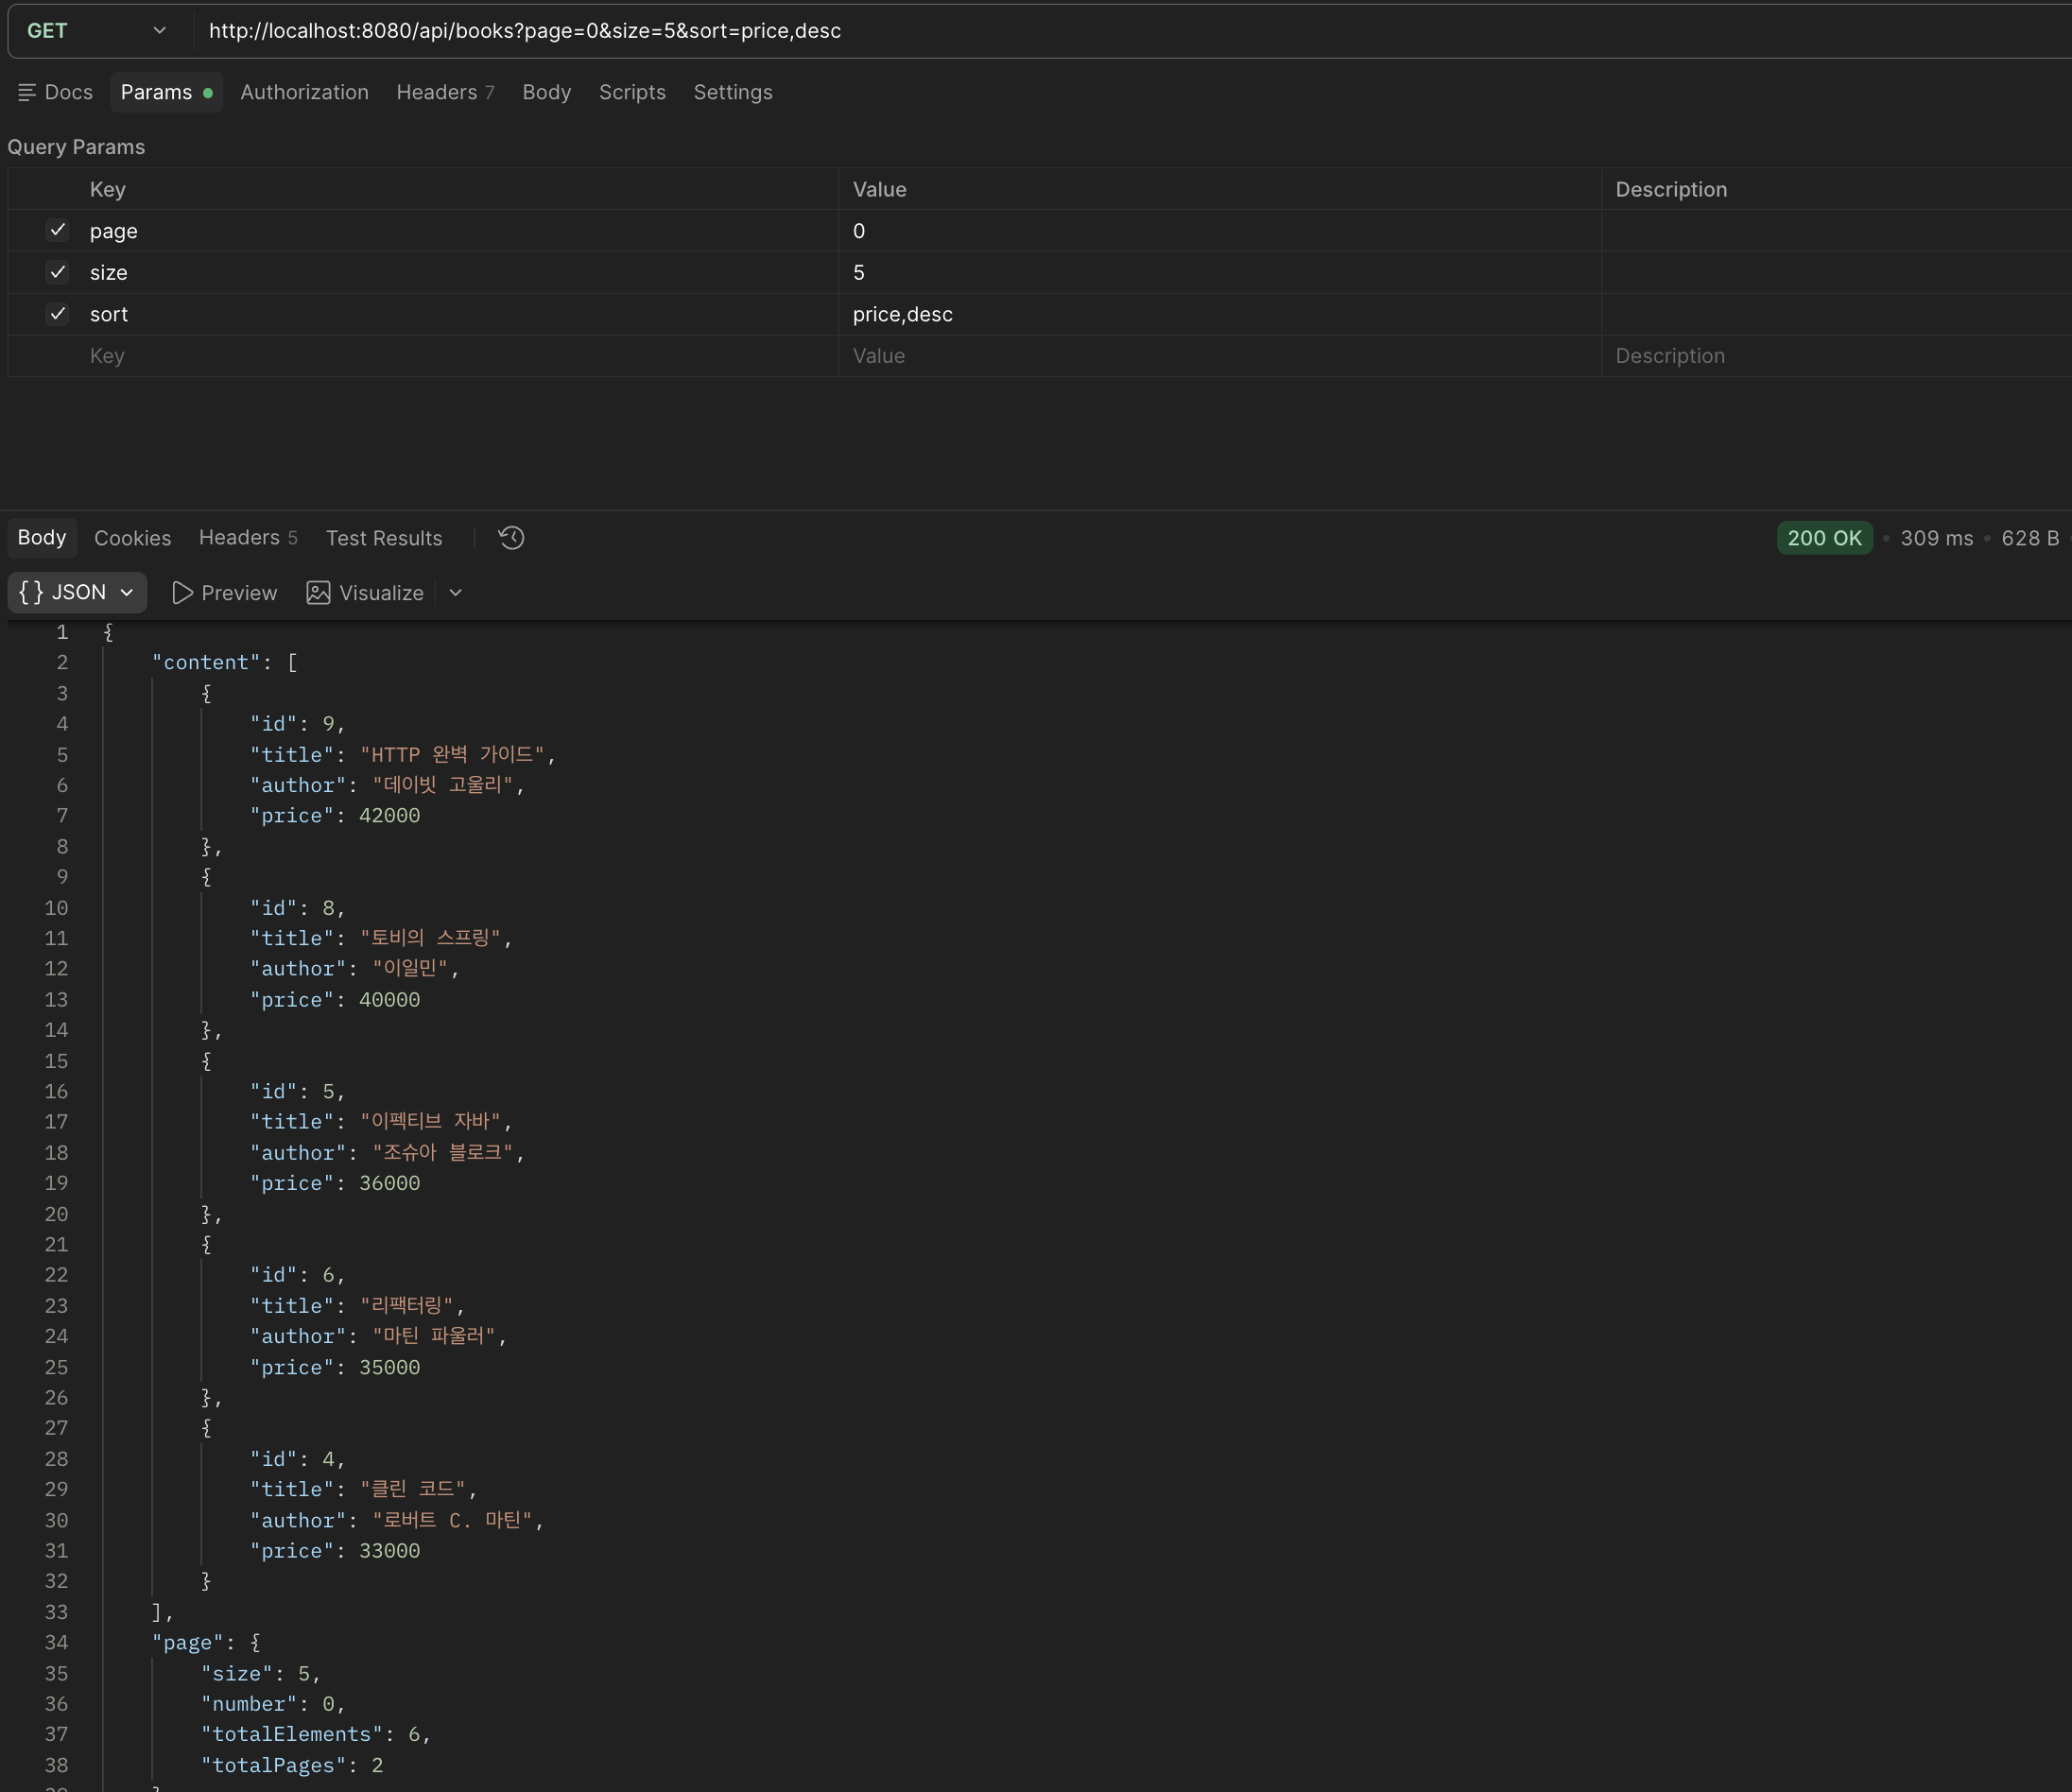 GET http://localhost:8080/api/books?page=0&size=5&sort=price,desc
Docs Params Authorization Headers 7 Body Scripts Settings
Query Params
Key Value Description
page 0
size 5
sort price,desc
Key Value Description
Body Cookies Headers 5 Test Results 200 OK • 309 ms • 628 B
{} JSON Preview Visualize
1 {
2 "content": [
3 {
4 "id": 9,
5 "title": "HTTP 완벽 가이드",
6 "author": "데이빗 고울리",
7 "price": 42000
8 },
9 {
10 "id": 8,
11 "title": "토비의 스프링",
12 "author": "이일민",
13 "price": 40000
14 },
15 {
16 "id": 5,
17 "title": "이펙티브 자바",
18 "author": "조슈아 블로크",
19 "price": 36000
20 },
21 {
22 "id": 6,
23 "title": "리팩터링",
24 "author": "마틴 파울러",
25 "price": 35000
26 },
27 {
28 "id": 4,
29 "title": "클린 코드",
30 "author": "로버트 C. 마틴",
31 "price": 33000
32 }
33 ],
34 "page": {
35 "size": 5,
36 "number": 0,
37 "totalElements": 6,
38 "totalPages": 2